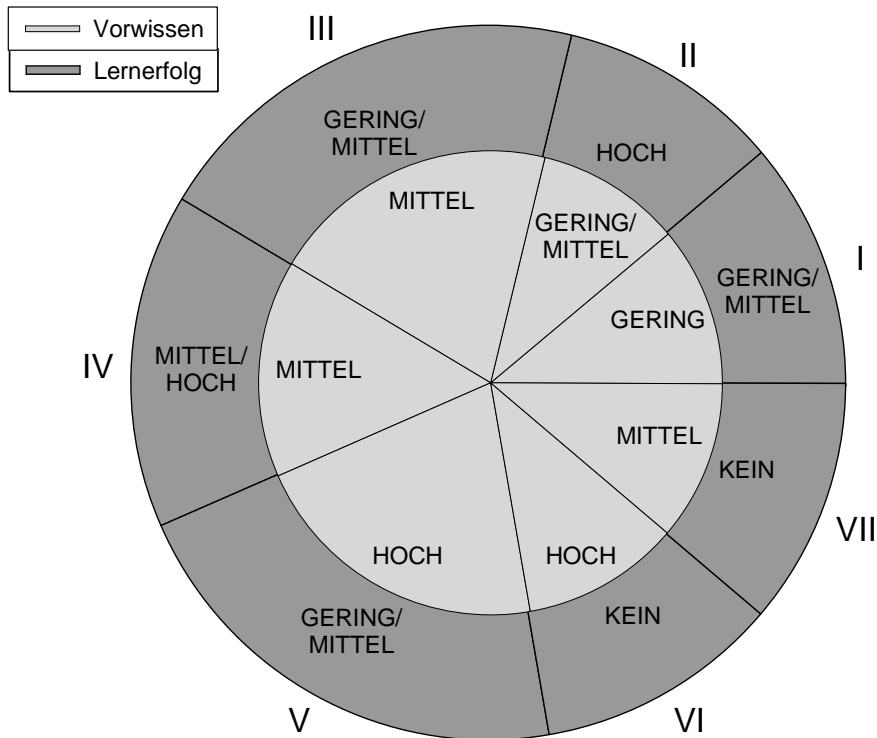 Vorwissen
Lernerfolg
III
II
GERING/
MITTEL
HOCH
MITTEL
GERING/
MITTEL
I
GERING/
MITTEL
GERING
IV
MITTEL/
HOCH
MITTEL
MITTEL
KEIN
VII
HOCH
HOCH
GERING/
MITTEL
KEIN
V
VI